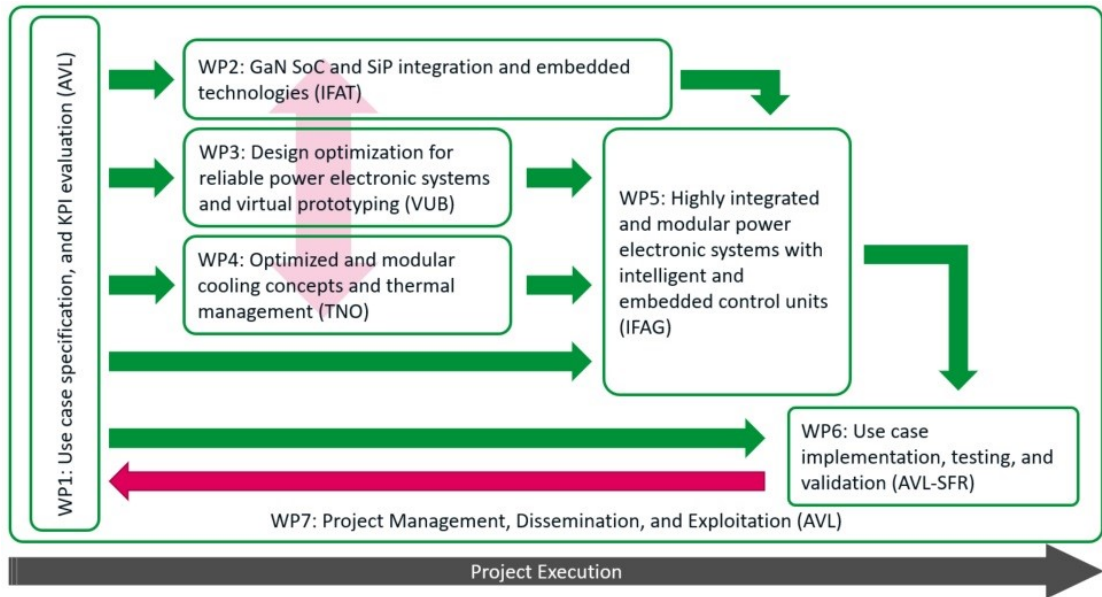 WP1: Use case specification, and KPI evaluation (AVL)
WP2: GaN SoC and SiP integration and embedded
technologies (IFAT)
WP3: Design optimization for
reliable power electronic systems
and virtual prototyping (VUB)
WP4: Optimized and modular
cooling concepts and thermal
management (TNO)
WP5: Highly integrated
and modular power
electronic systems with
intelligent and
embedded control units
(IFAG)
WP6: Use case
implementation, testing, and
validation (AVL-SFR)
WP7: Project Management, Dissemination, and Exploitation (AVL)
Project Execution